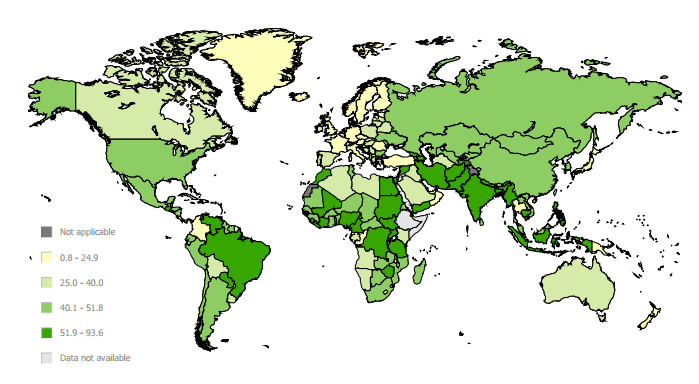 Not applicable
0.8 - 24.9
25.0 - 40.0
40.1 - 51.8
51.9 - 93.6
Data not available